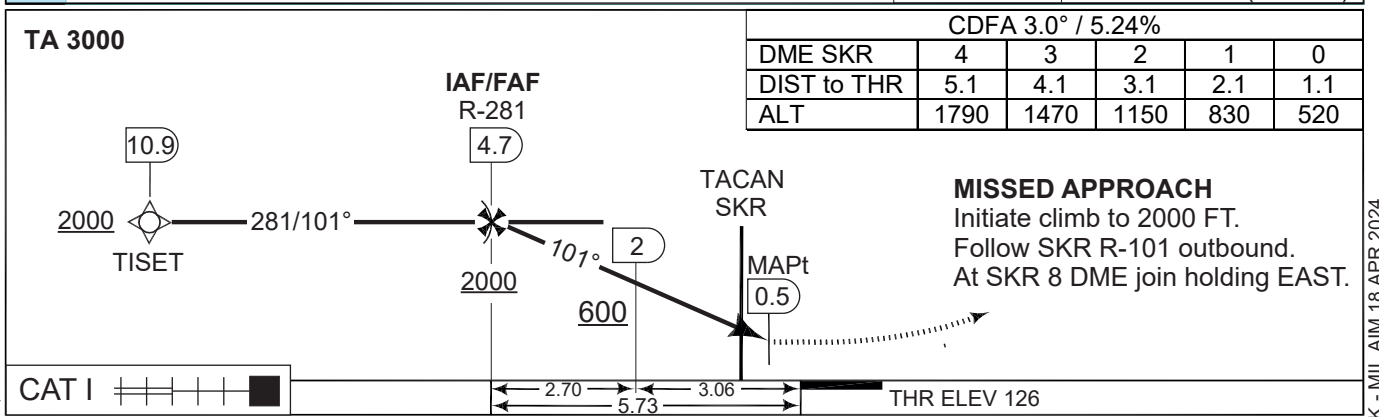 TA 3000
CDFA 3.0° / 5.24%
DME SKR 4 3 2 1 0
DIST to THR 5.1 4.1 3.1 2.1 1.1
ALT 1790 1470 1150 830 520
IAF/FAF
R-281
10.9
4.7
TACAN
SKR
MISSED APPROACH
Initiate climb to 2000 FT.
Follow SKR R-101 outbound.
At SKR 8 DME join holding EAST.
2000
281/101°
TISET
101°
2
2000
600
MAPt
0.5
CAT I
2.70
3.06
5.73
THR ELEV 126
MIL AIM 18 APR 2024